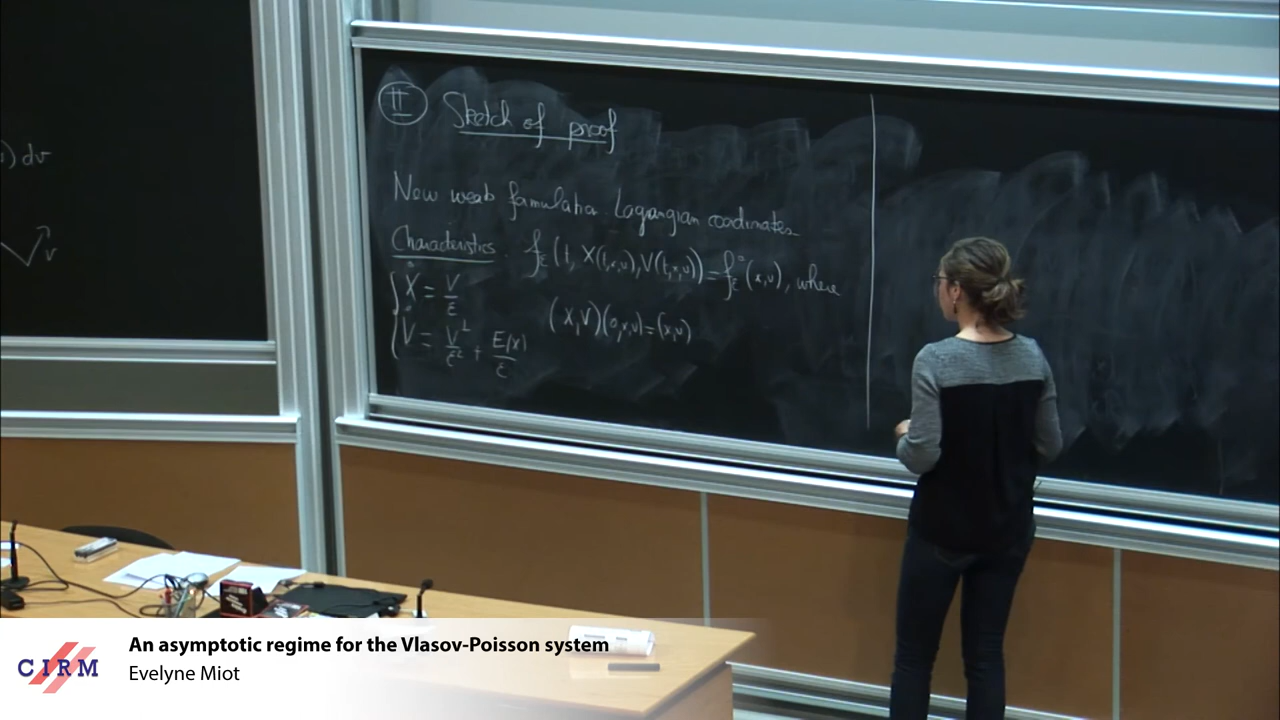 ) dv
v
II Sketch of proof
New weak formulation. Lagangian coordinates
Characteristics. f_ε(t, X(t,x,v), V(t,x,v)) = f_ε^0 (x,v), where
Ẋ = V/ε
(X,V)(0,x,v)=(x,v)
V̇ = V^⊥/ε² + E(X)/ε
An asymptotic regime for the Vlasov-Poisson system
CIRM
Evelyne Miot